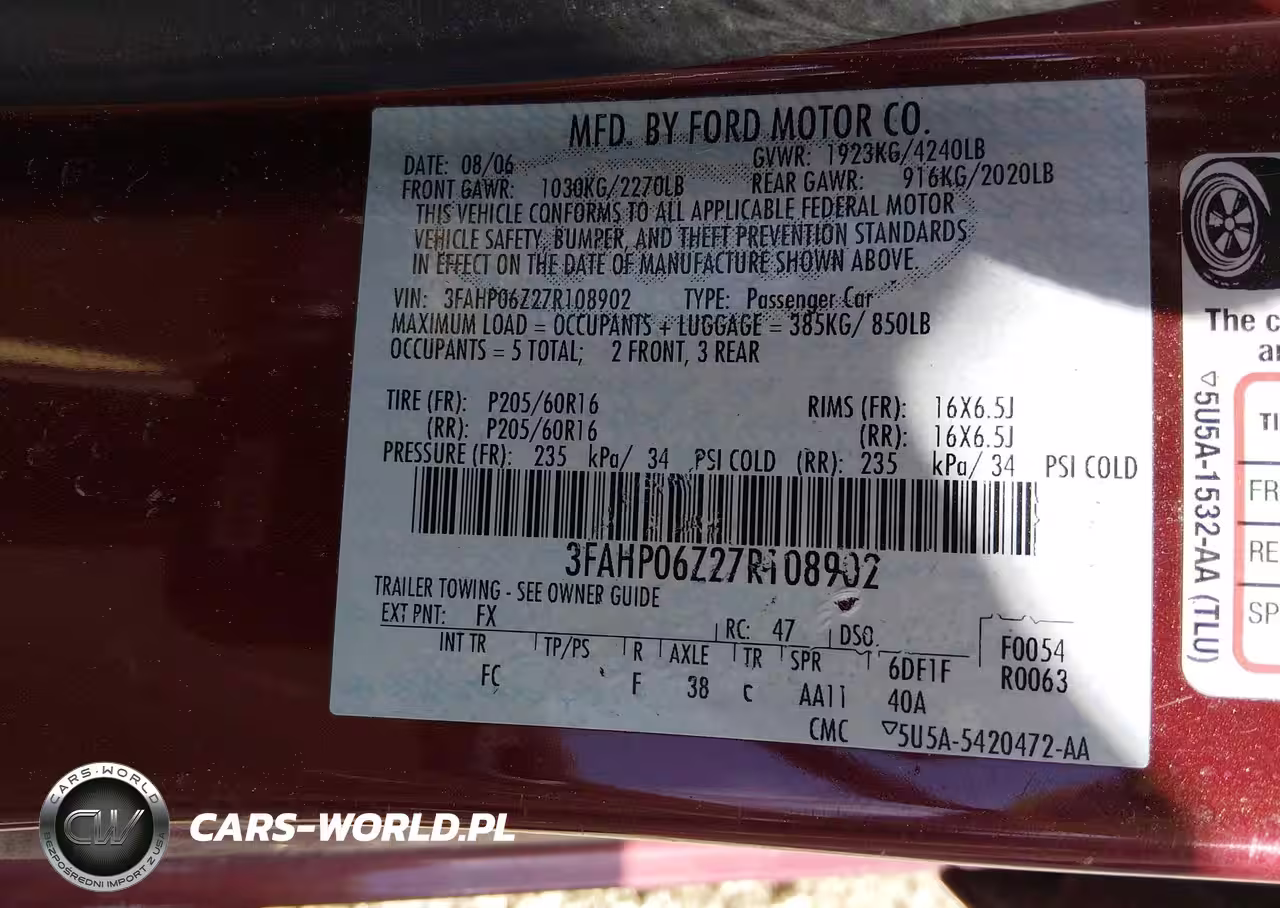 MFD. BY FORD MOTOR CO.
DATE: 08/06 GVWR: 1923KG/4240LB
FRONT GAWR: 1030KG/2270LB REAR GAWR: 916KG/2020LB
THIS VEHICLE CONFORMS TO ALL APPLICABLE FEDERAL MOTOR
VEHICLE SAFETY, BUMPER, AND THEFT PREVENTION STANDARDS
IN EFFECT ON THE DATE OF MANUFACTURE SHOWN ABOVE.
VIN: 3FAHP06Z27R108902 TYPE: Passenger Car
MAXIMUM LOAD = OCCUPANTS + LUGGAGE = 385KG/ 850LB
OCCUPANTS = 5 TOTAL; 2 FRONT, 3 REAR
TIRE (FR): P205/60R16 RIMS (FR): 16X6.5J
(RR): P205/60R16 (RR): 16X6.5J
PRESSURE (FR): 235 kPa/ 34 PSI COLD (RR): 235 kPa/ 34 PSI COLD
3FAHP06Z27R108902
TRAILER TOWING - SEE OWNER GUIDE
EXT PNT: FX RC: 47 DSO: F0054
INT TR TP/PS R AXLE TR SPR 6DF1F R0063
FC F 38 C AA11 40A
CMC ▽5U5A-5420472-AA
The c
an
TI
FR
RE
SP
▽5U5A-1532-AA (TLU)
CARS-WORLD
CW
BEZPOŚREDNI IMPORT Z USA
CARS-WORLD.PL